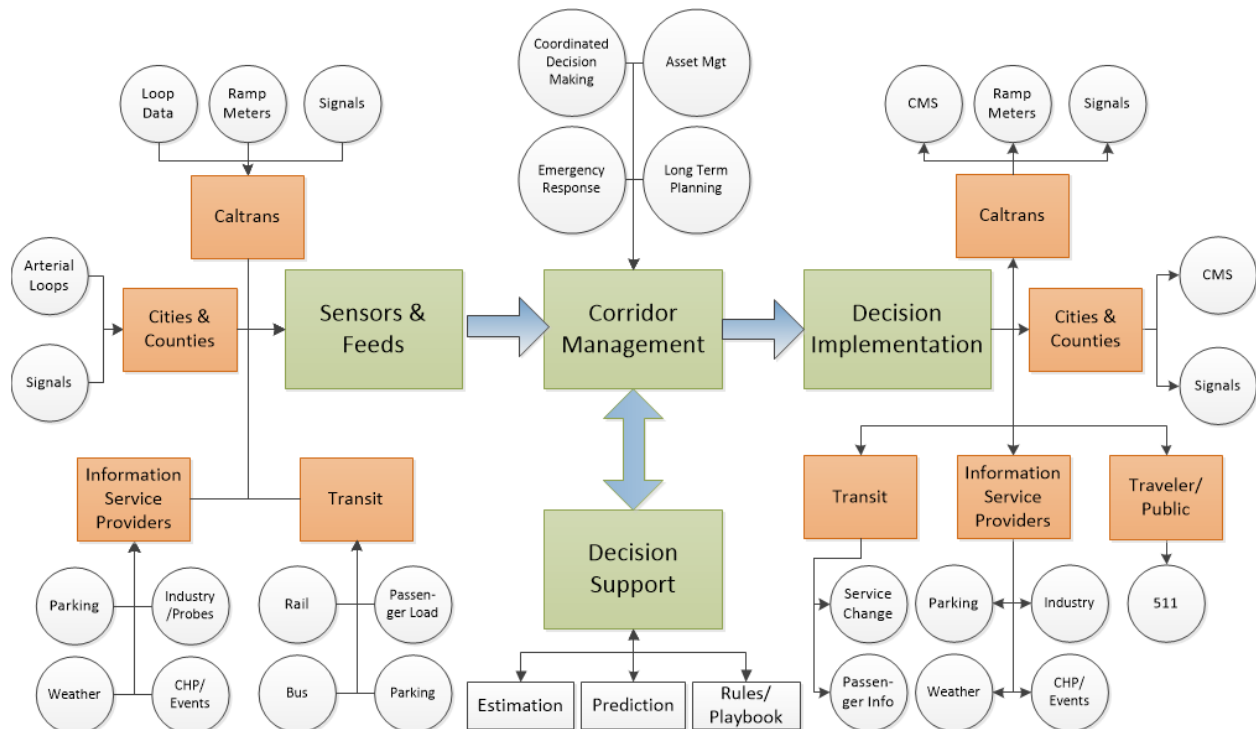 Coordinated
Decision
Making
Asset Mgt
Loop
Data
Ramp
Meters
Signals
CMS
Ramp
Meters
Signals
Emergency
Response
Long Term
Planning
Caltrans
Caltrans
Arterial
Loops
Signals
Cities &
Counties
Sensors &
Feeds
Corridor
Management
Decision
Implementation
Cities &
Counties
CMS
Signals
Information
Service
Providers
Transit
Decision
Support
Transit
Information
Service
Providers
Traveler/
Public
Parking
Industry
/Probes
Weather
CHP/
Events
Rail
Passen-
ger Load
Bus
Parking
Estimation
Prediction
Rules/
Playbook
Service
Change
Passen-
ger Info
Parking
Industry
Weather
CHP/
Events
511